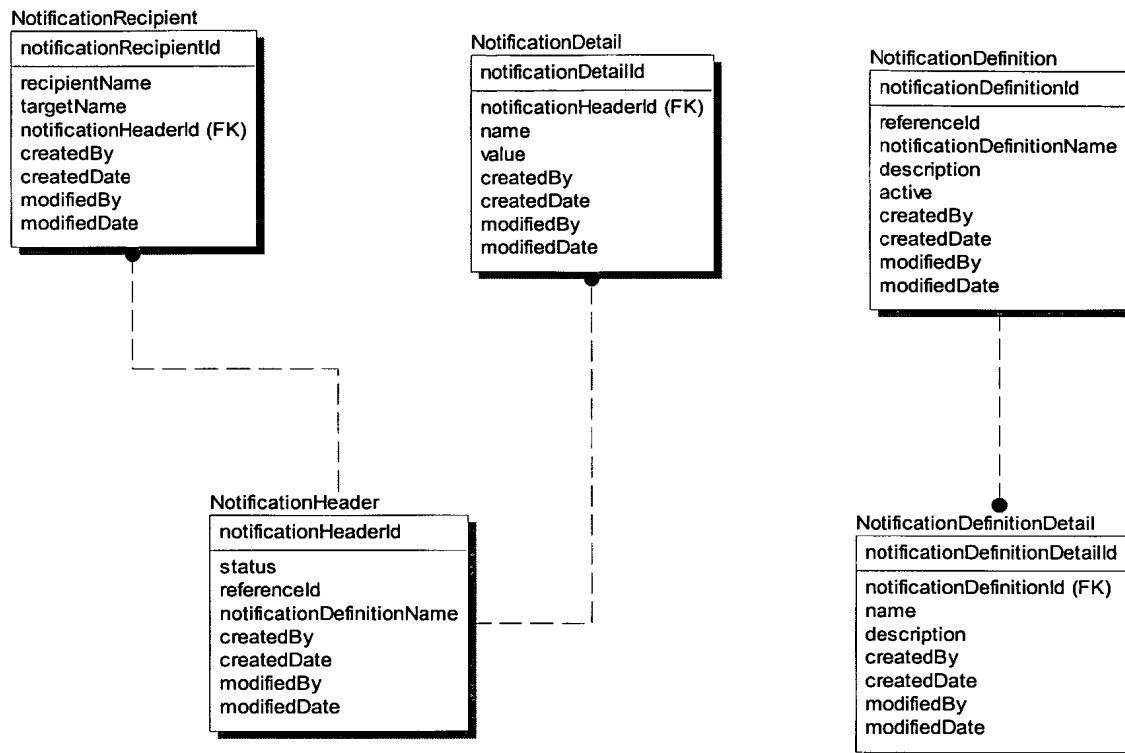 NotificationRecipient
notificationRecipientId
recipientName
targetName
notificationHeaderId (FK)
createdBy
createdDate
modifiedBy
modifiedDate
NotificationDetail
notificationDetailId
notificationHeaderId (FK)
name
value
createdBy
createdDate
modifiedBy
modifiedDate
NotificationDefinition
notificationDefinitionId
referenceId
notificationDefinitionName
description
active
createdBy
createdDate
modifiedBy
modifiedDate
NotificationHeader
notificationHeaderId
status
referenceId
notificationDefinitionName
createdBy
createdDate
modifiedBy
modifiedDate
NotificationDefinitionDetail
notificationDefinitionDetailId
notificationDefinitionId (FK)
name
description
createdBy
createdDate
modifiedBy
modifiedDate